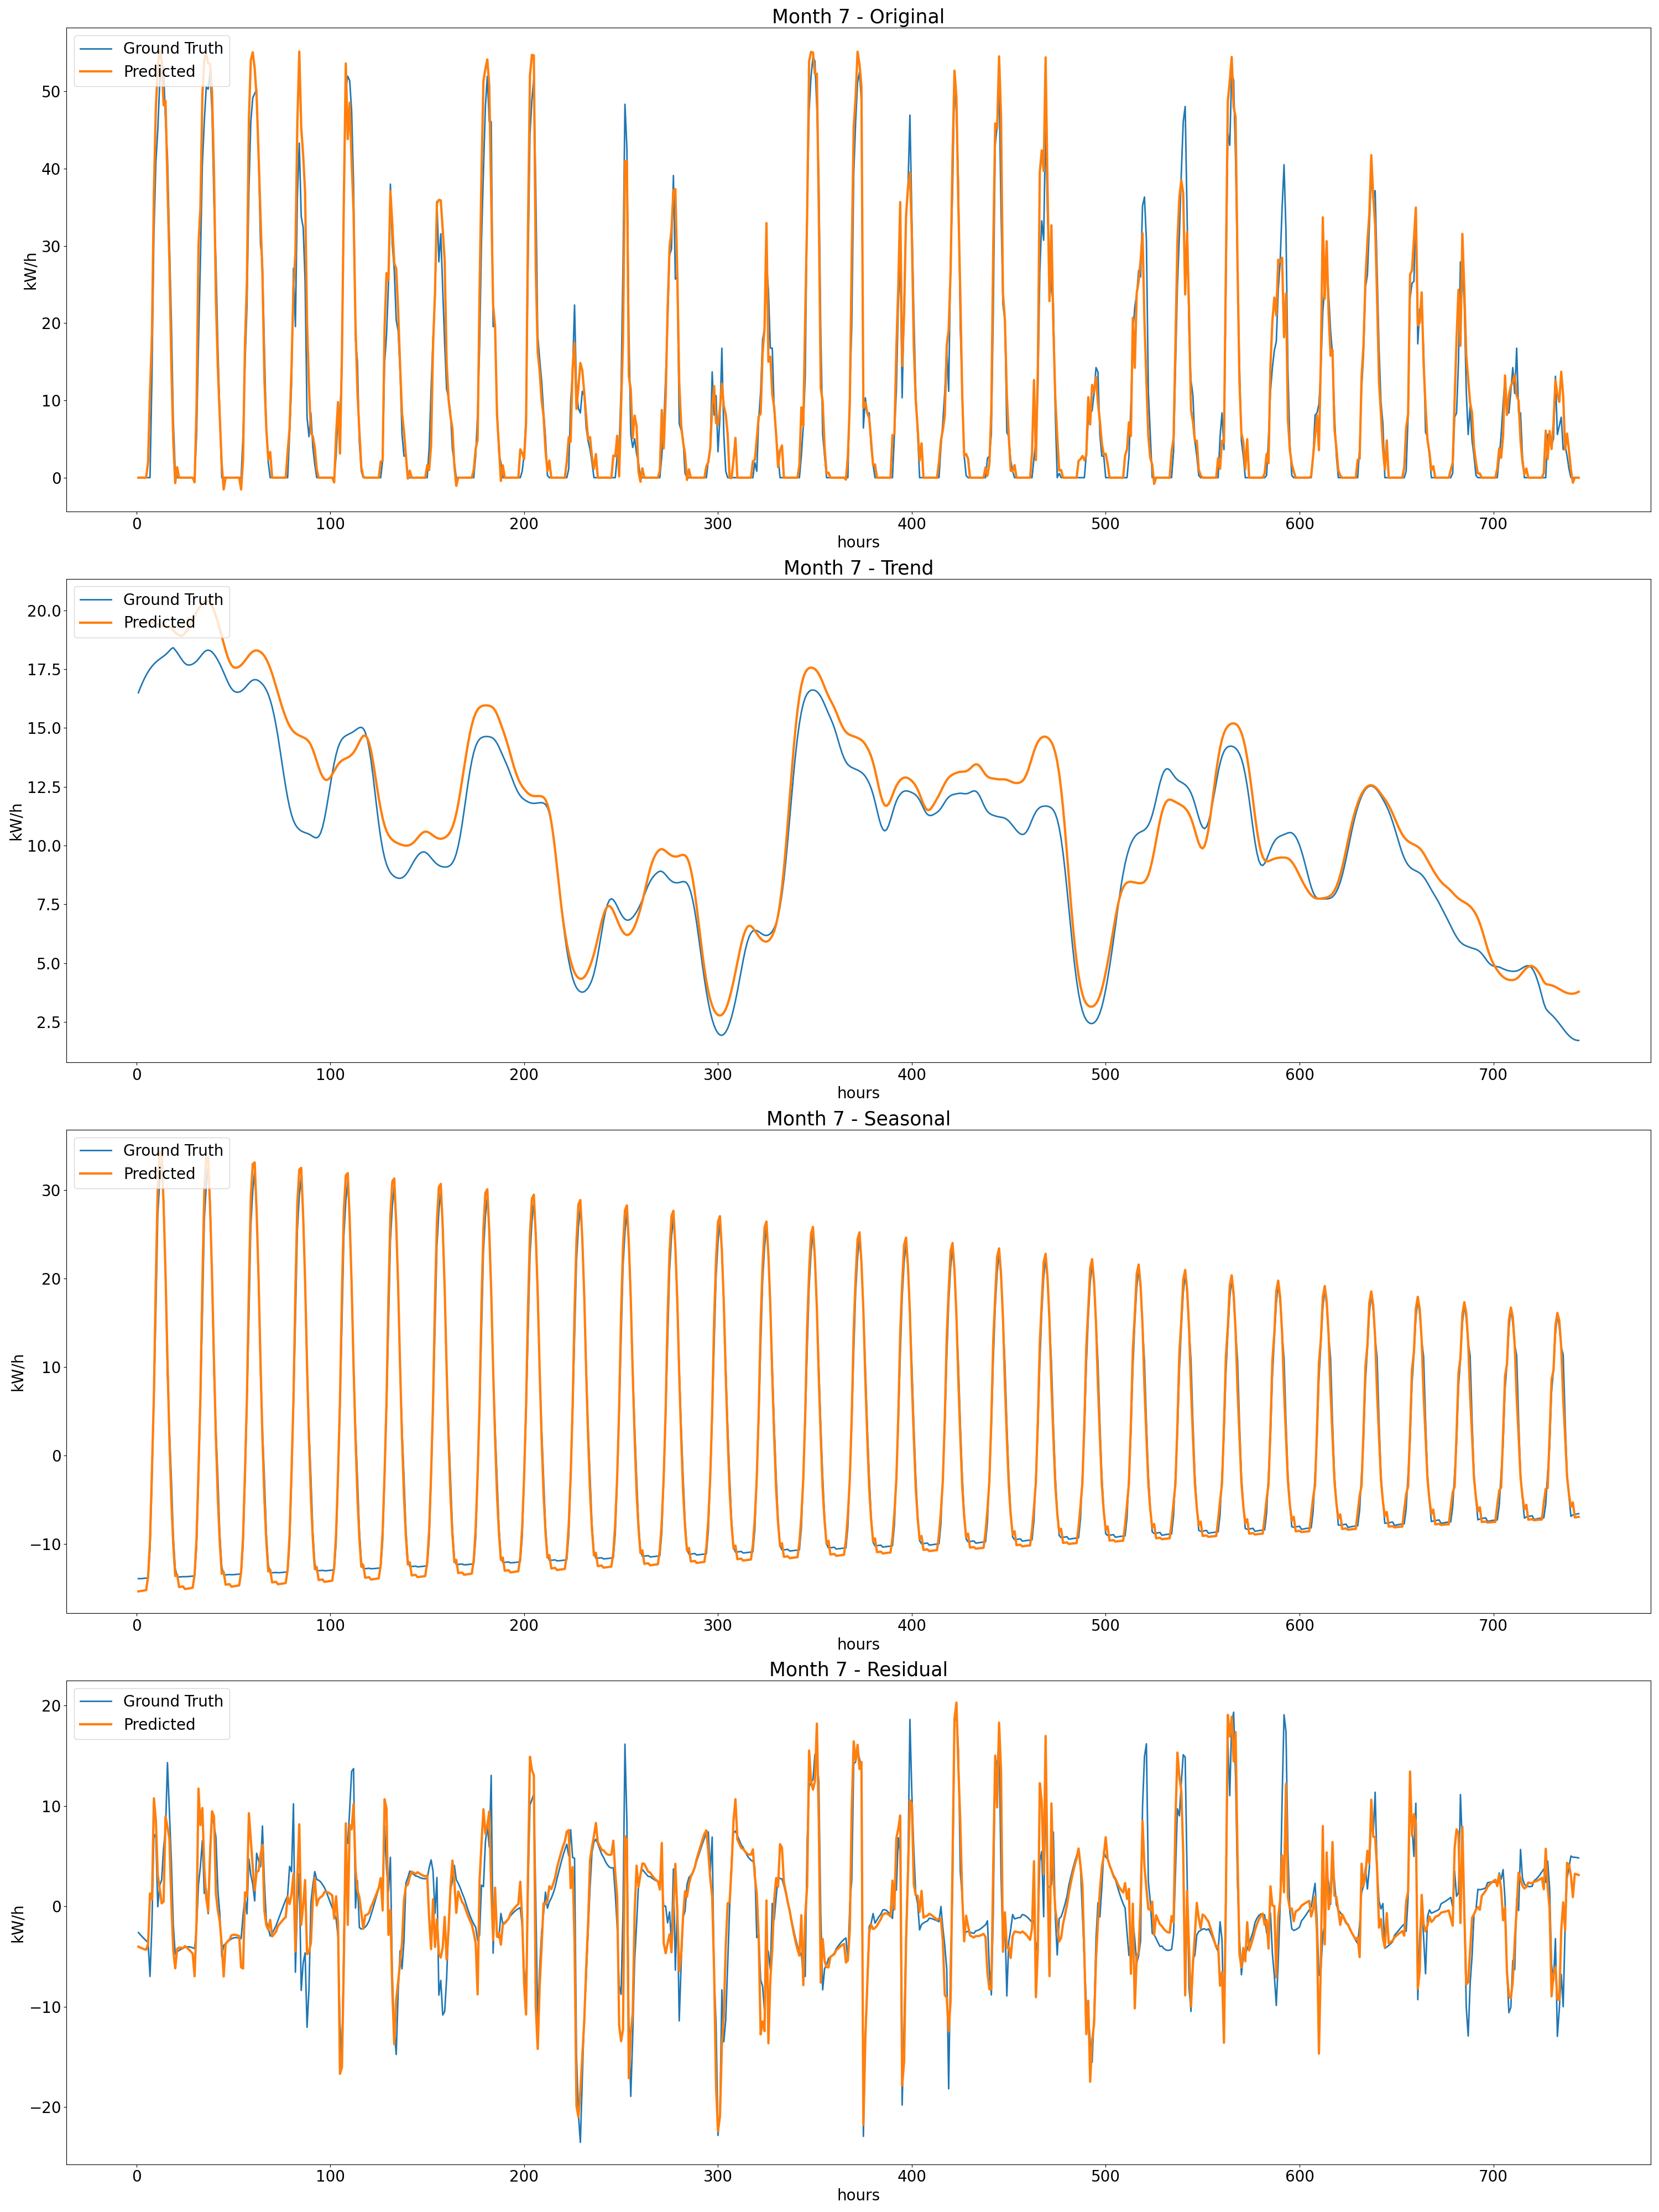 Month 7 - Original
Ground Truth
Predicted
kW/h
50
40
30
20
10
0
0 100 200 300 400 500 600 700
hours
Month 7 - Trend
Ground Truth
Predicted
kW/h
20.0
17.5
15.0
12.5
10.0
7.5
5.0
2.5
0 100 200 300 400 500 600 700
hours
Month 7 - Seasonal
Ground Truth
Predicted
kW/h
30
20
10
0
−10
0 100 200 300 400 500 600 700
hours
Month 7 - Residual
Ground Truth
Predicted
kW/h
20
10
0
−10
−20
0 100 200 300 400 500 600 700
hours